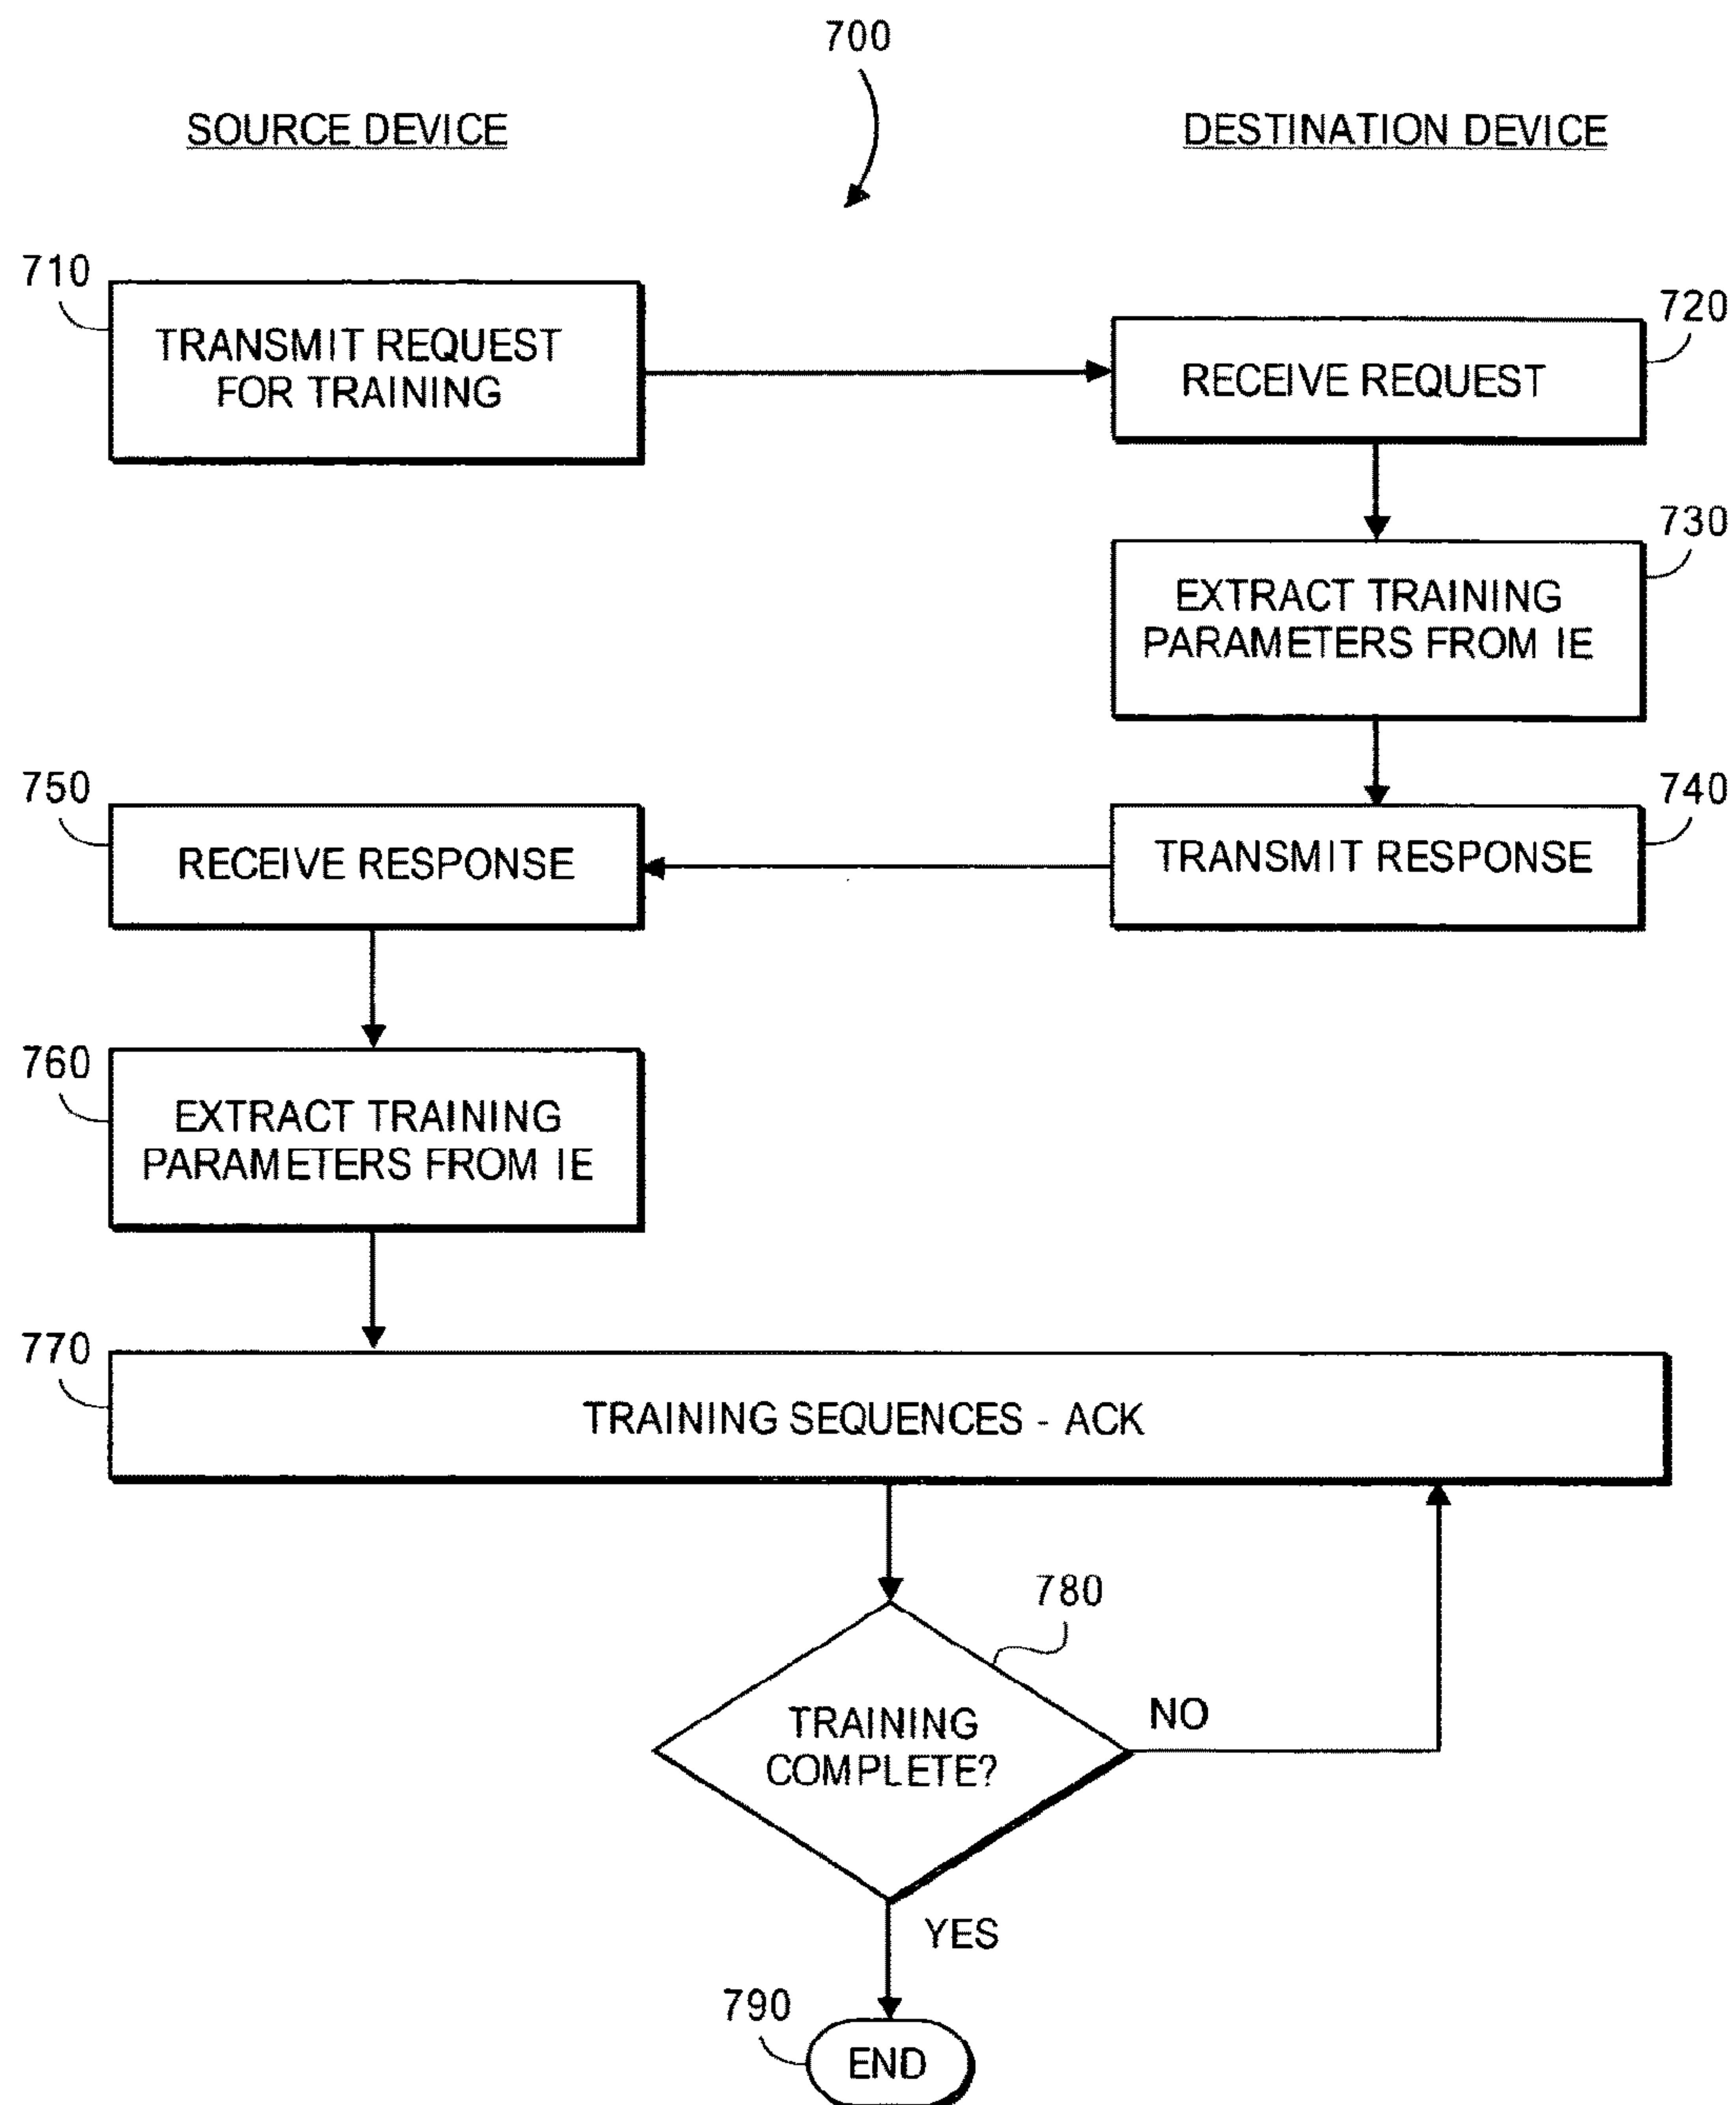 700
SOURCE DEVICE
DESTINATION DEVICE
710
TRANSMIT REQUEST
FOR TRAINING
720
RECEIVE REQUEST
730
EXTRACT TRAINING
PARAMETERS FROM IE
740
TRANSMIT RESPONSE
750
RECEIVE RESPONSE
760
EXTRACT TRAINING
PARAMETERS FROM IE
770
TRAINING SEQUENCES - ACK
780
TRAINING
COMPLETE?
NO
YES
790
END